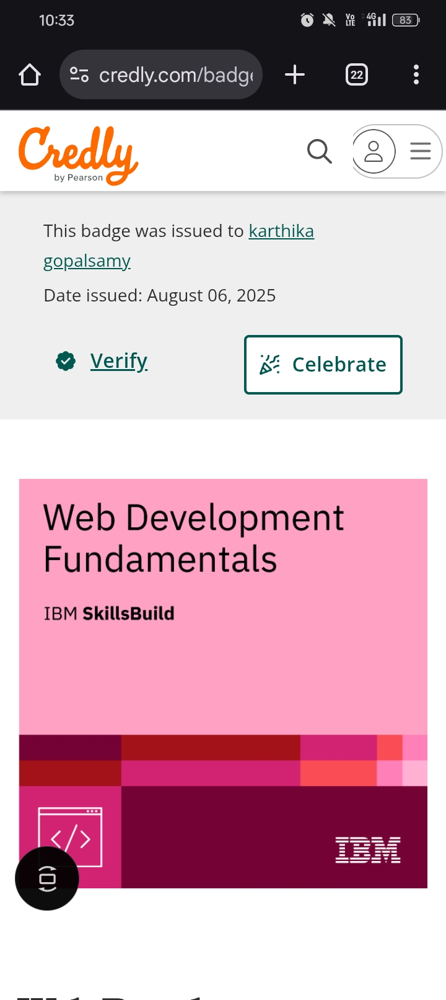 10:33
Vo LTE 4G 83
credly.com/badge
22
Credly
by Pearson
This badge was issued to karthika
gopalsamy
Date issued: August 06, 2025
Verify
Celebrate
Web Development
Fundamentals
IBM SkillsBuild
</>
IBM